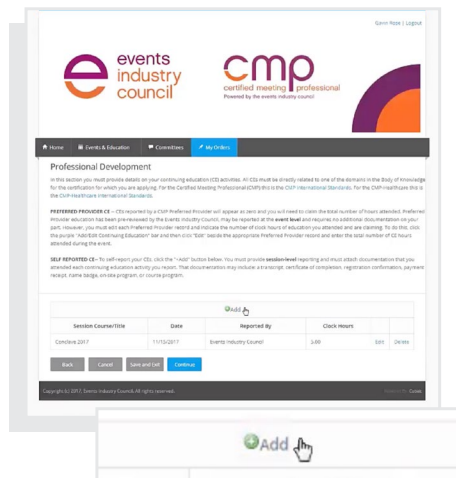 Gavin Rose | Logout
events
industry
council
cmp
certified meeting professional
Powered by the events industry council
Home Events & Education Committees My Orders
Professional Development
In this section you must provide details on your continuing education (CE) activities. All CEs must be directly related to one of the domains in the Body of Knowledge
for the certification for which you are applying. For the Certified Meeting Professional (CMP) this is the CMP International Standards. For the CMP-Healthcare this is
the CMP-Healthcare International Standards.
PREFERRED PROVIDER CE – CEs reported by a CMP Preferred Provider will appear as sent and you will need to claim the total number of hours attended. Preferred
Provider education has been pre-reviewed by the Events Industry Council, may be reported at the event level and requires no additional documentation on your
part. However, you must edit each Preferred Provider record and indicate the number of clock hours of education you attended and are claiming. To do this, click
the purple "Add/Edit Continuing Education" bar and then click "Edit" beside the appropriate Preferred Provider record and enter the total number of CE hours
attended during the event.
SELF REPORTED CE– To self-report your CEs, click the "+Add" button below. You must provide session-level reporting and must attach documentation that you
attended each continuing education activity you report. That documentation may include: a transcript, certificate of completion, registration confirmation, payment
receipt, name badge, on-site program, or course program.
Add
Session Course/Title Date Reported By Clock Hours
Conclave 2017 11/15/2017 Events Industry Council 5.00 Edit Delete
Back Cancel Save and Exit Continue
Copyright (c) 2017, Events Industry Council. All rights reserved.
Add